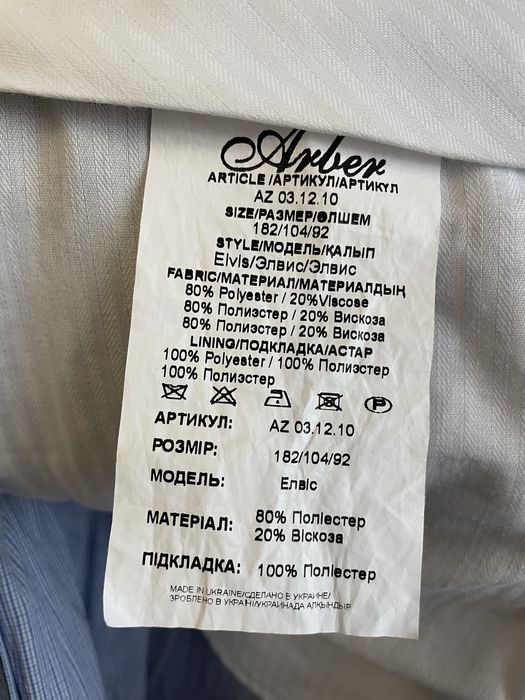 Arber
ARTICLE/АРТИКУЛ/АРТИКУЛ
AZ 03.12.10
SIZE/РАЗМЕР/ӨЛШЕМ
182/104/92
STYLE/МОДЕЛЬ/ҚАЛЫП
Elvis/Элвис/Элвис
FABRIC/МАТЕРИАЛ/МАТЕРИАЛДЫҢ
80% Polyester / 20%Viscose
80% Полиэстер / 20% Вискоза
80% Полиэстер / 20% Вискоза
LINING/ПОДКЛАДКА/АСТАР
100% Polyester / 100% Полиэстер
100% Полиэстер
P
АРТИКУЛ: AZ 03.12.10
РОЗМІР: 182/104/92
МОДЕЛЬ: Елвіс
МАТЕРІАЛ: 80% Поліестер
20% Віскоза
ПІДКЛАДКА: 100% Поліестер
MADE IN UKRAINE/СДЕЛАНО В УКРАИНЕ/
ЗРОБЛЕНО В УКРАЇНІ/УКРАИНАДА АЛКЫНДЫР